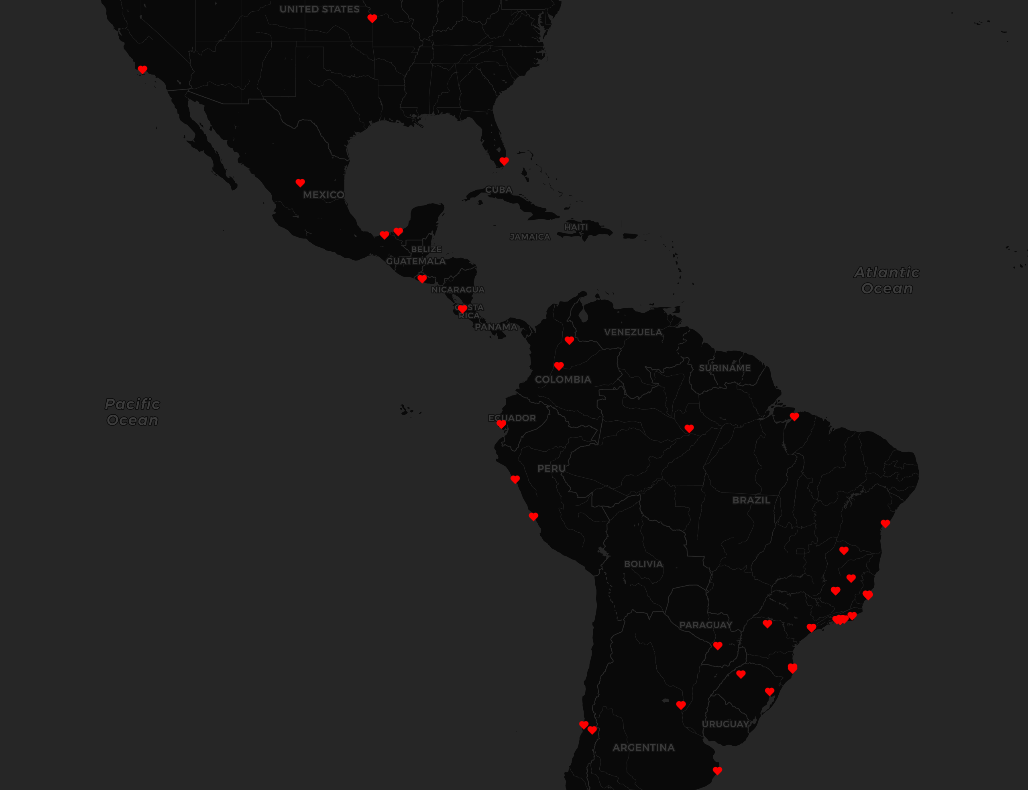 UNITED STATES
MEXICO
CUBA
HAITI
JAMAICA
BELIZE
GUATEMALA
Atlantic
Ocean
NICARAGUA
COSTA
RICA
PANAMA
VENEZUELA
SURINAME
COLOMBIA
Pacific
Ocean
ECUADOR
PERU
BRAZIL
BOLIVIA
PARAGUAY
URUGUAY
ARGENTINA